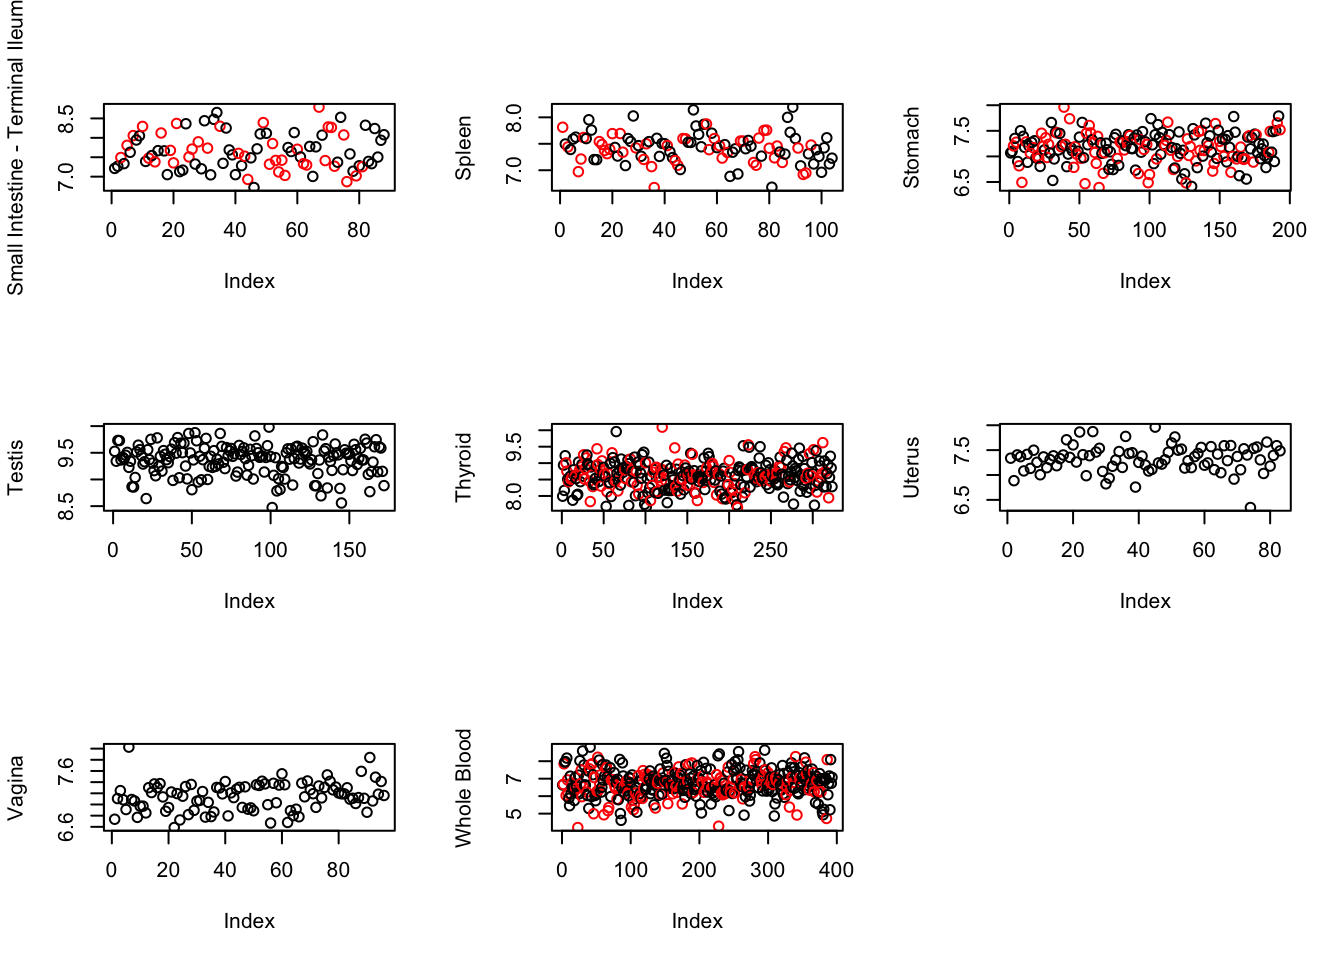 Small Intestine - Terminal Ileum
8.5
7.0
0 20 40 60 80
Index
Spleen
8.0
7.0
0 20 40 60 80 100
Index
Stomach
7.5
6.5
0 50 100 150 200
Index
Testis
9.5
8.5
0 50 100 150
Index
Thyroid
9.5
8.0
0 50 150 250
Index
Uterus
7.5
6.5
0 20 40 60 80
Index
Vagina
7.6
6.6
0 20 40 60 80
Index
Whole Blood
7
5
0 100 200 300 400
Index